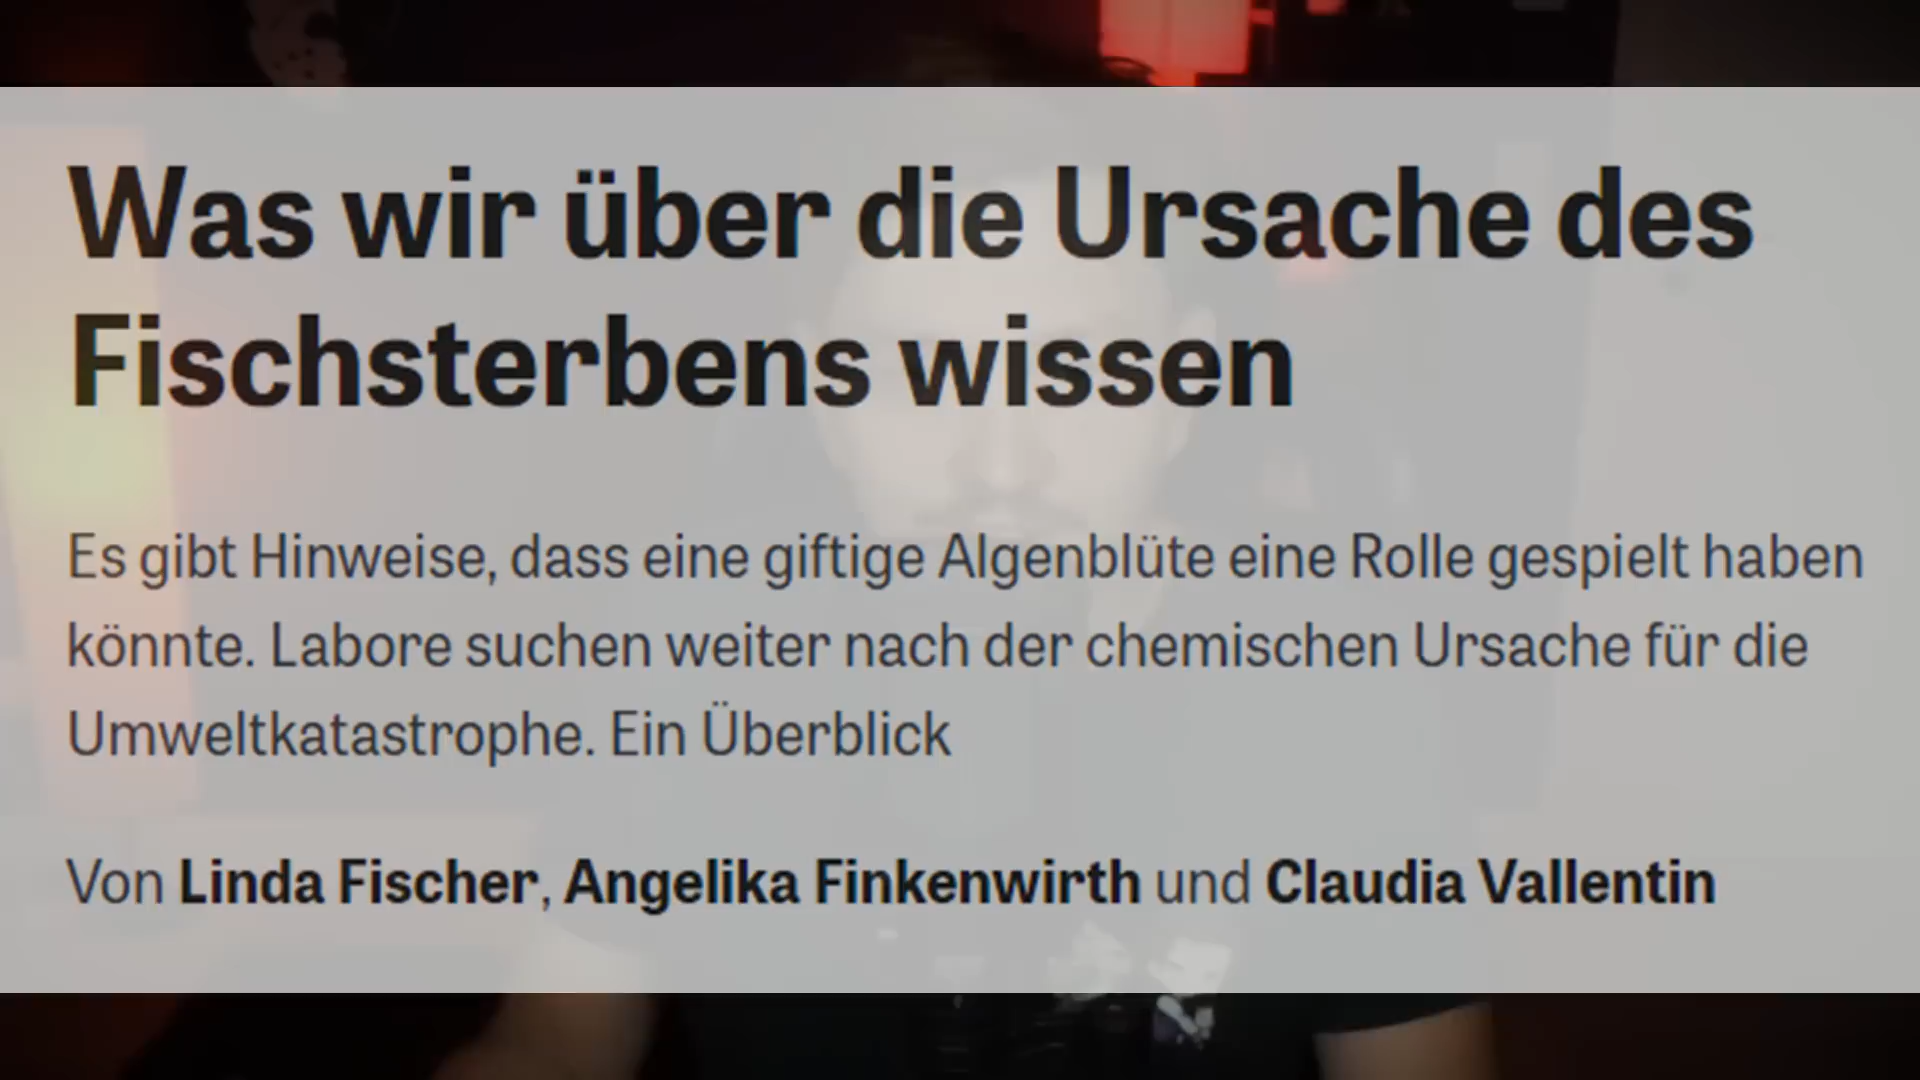 Was wir über die Ursache des
Fischsterbens wissen
Es gibt Hinweise, dass eine giftige Algenblüte eine Rolle gespielt haben
könnte. Labore suchen weiter nach der chemischen Ursache für die
Umweltkatastrophe. Ein Überblick
Von Linda Fischer, Angelika Finkenwirth und Claudia Vallentin